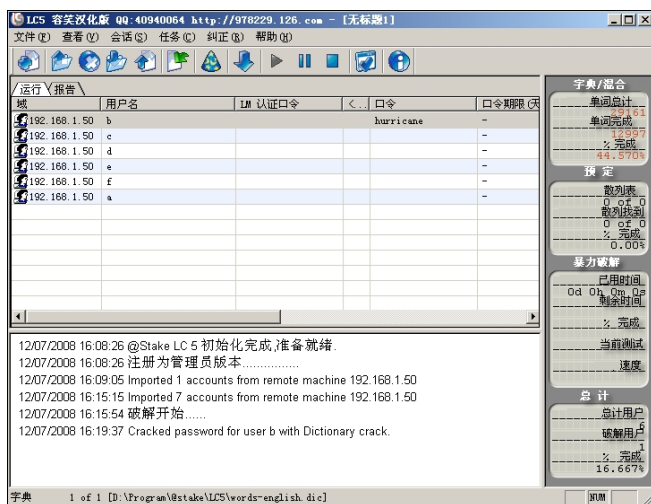 LC5 容笑汉化版 QQ:40940064 http://978229.126.com - [无标题1]
文件(F) 查看(V) 会话(S) 任务(C) 纠正(R) 帮助(H)
运行 报告
域 用户名 LM 认证口令 <.. 口令 口令期限(天
192.168.1.50 b hurricane -
192.168.1.50 c -
192.168.1.50 d -
192.168.1.50 e -
192.168.1.50 f -
192.168.1.50 a -
12/07/2008 16:08:26 @Stake LC 5 初始化完成,准备就绪.
12/07/2008 16:08:26 注册为管理员版本................
12/07/2008 16:09:05 Imported 1 accounts from remote machine 192.168.1.50
12/07/2008 16:15:15 Imported 7 accounts from remote machine 192.168.1.50
12/07/2008 16:15:54 破解开始......
12/07/2008 16:19:37 Cracked password for user b with Dictionary crack.
字典/混合
单词总计
29161
单词完成
12997
% 完成
44.570%
预 定
散列表
0 of 0
散列找到
0 of 0
% 完成
0.00%
暴力破解
已用时间
0d 0h 0m 0s
剩余时间
% 完成
当前测试
速度
总 计
总计用户
6
破解用户
1
% 完成
16.667%
字典 1 of 1 [D:\Program\@stake\LC5\words-english.dic] NUM